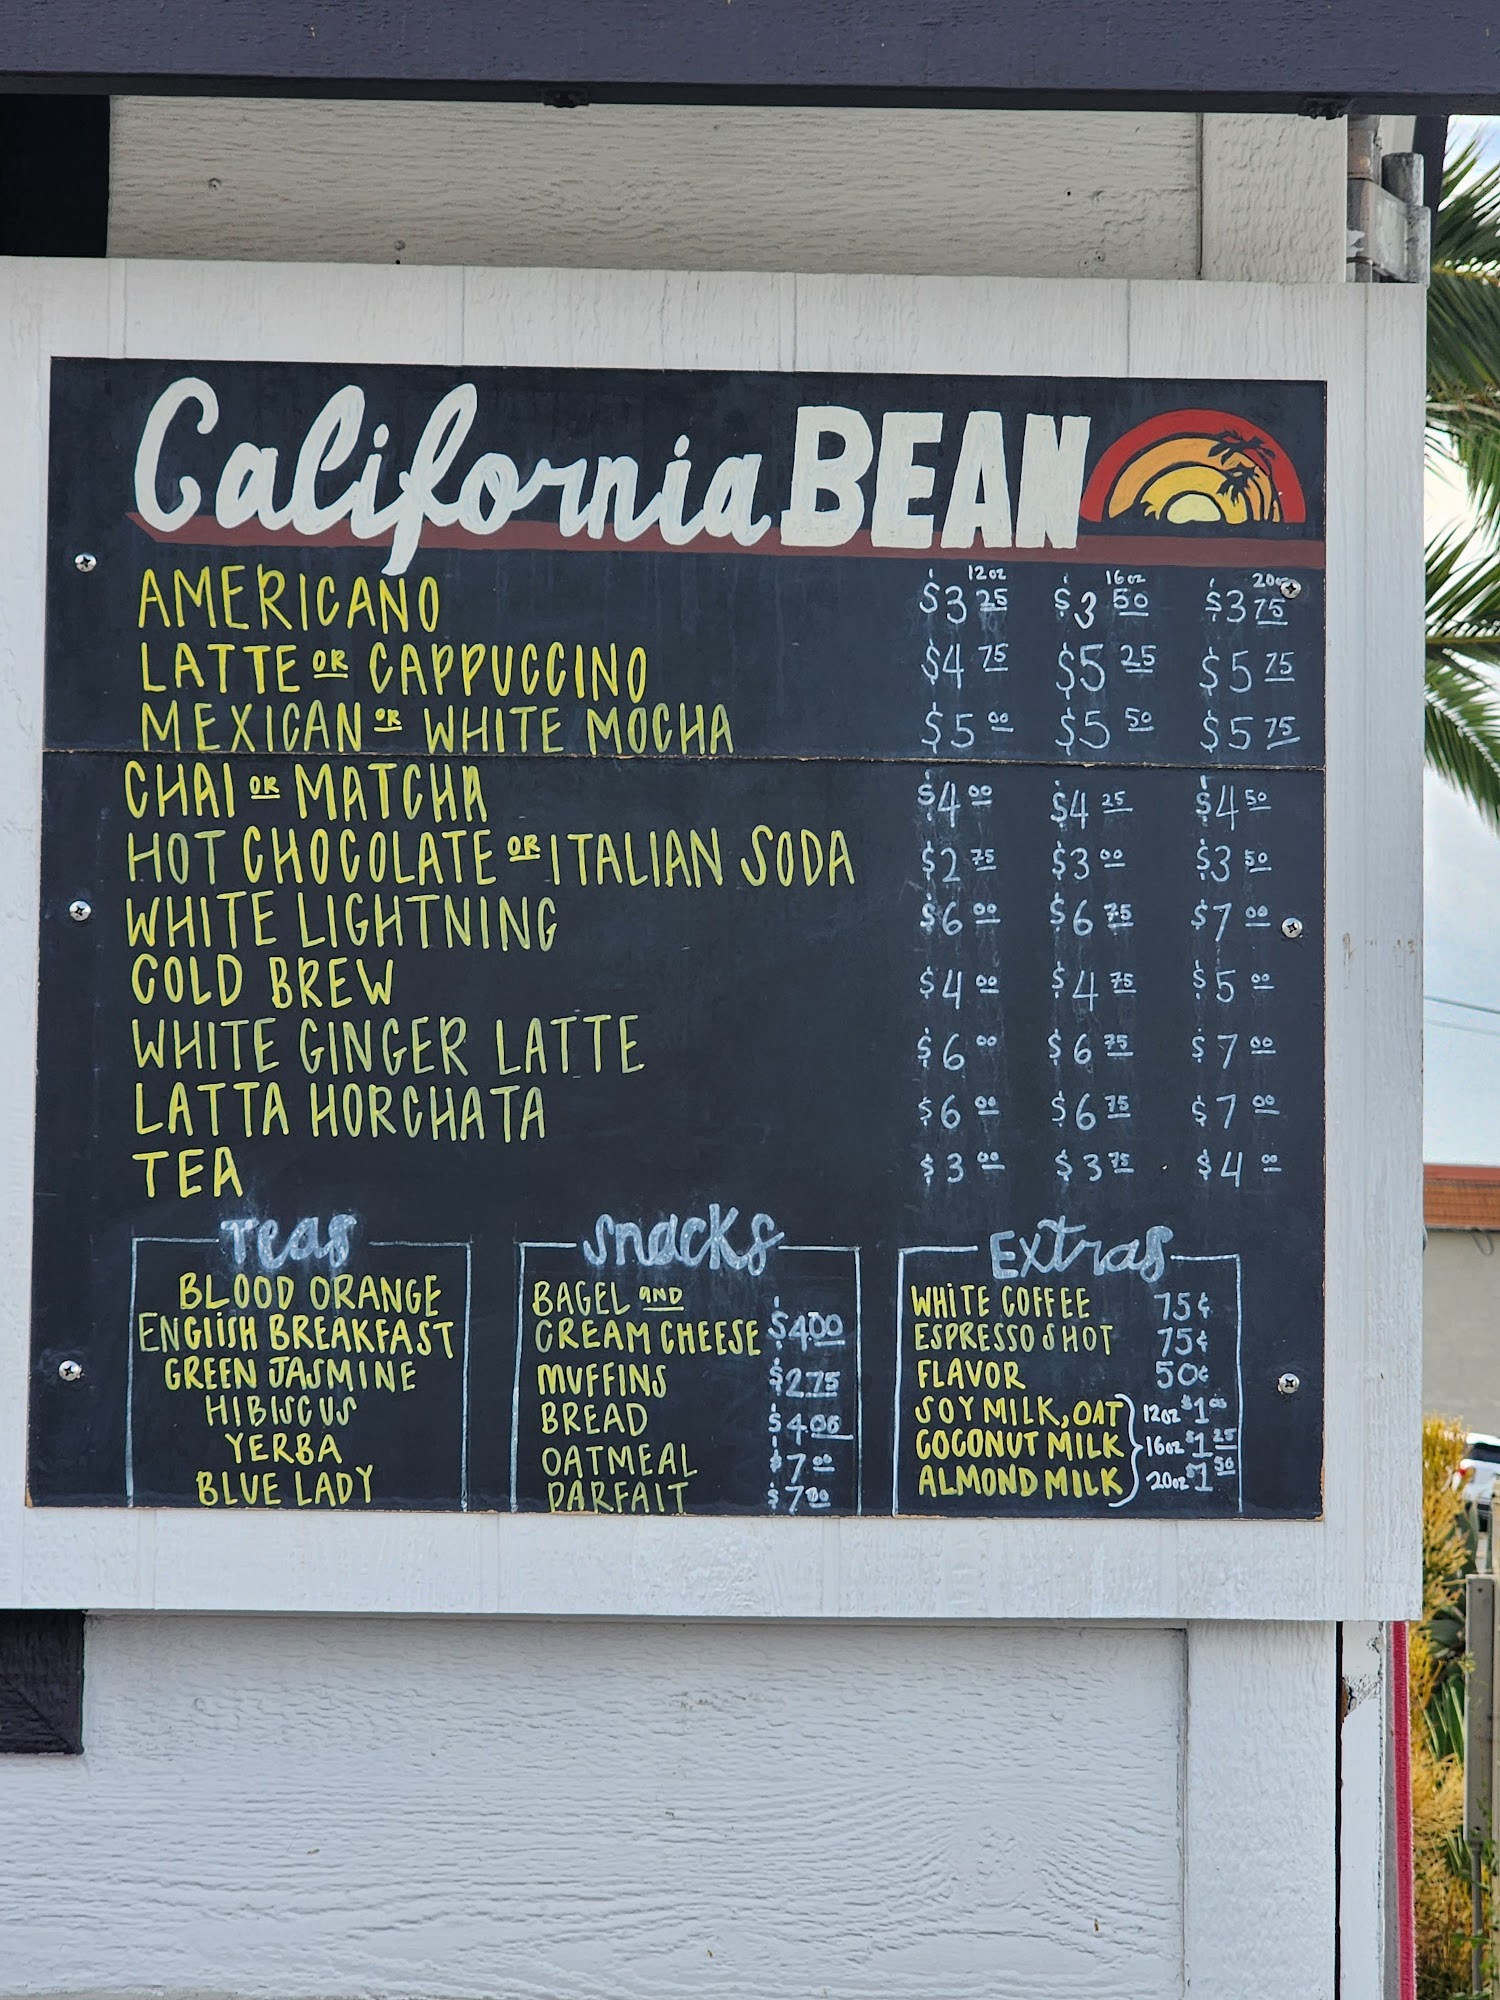 California BEAN
12oz 16oz 20oz
AMERICANO $3 25 $3 50 $3 75
LATTE OR CAPPUCCINO $4 75 $5 25 $5 75
MEXICAN OR WHITE MOCHA $5 00 $5 50 $5 75
CHAI OR MATCHA $4 00 $4 25 $4 50
HOT CHOCOLATE OR ITALIAN SODA $2 75 $3 00 $3 50
WHITE LIGHTNING $6 00 $6 75 $7 00
COLD BREW $4 00 $4 75 $5 00
WHITE GINGER LATTE $6 00 $6 75 $7 00
LATTA HORCHATA $6 00 $6 75 $7 00
TEA $3 00 $3 75 $4 00
Teas
BLOOD ORANGE
ENGLISH BREAKFAST
GREEN JASMINE
HIBISCUS
YERBA
BLUE LADY
Snacks
BAGEL AND
CREAM CHEESE $4.00
MUFFINS $2.75
BREAD $4.00
OATMEAL $7 00
PARFAIT $7 00
Extras
WHITE COFFEE 75¢
ESPRESSO SHOT 75¢
FLAVOR 50¢
SOY MILK, OAT 12oz $1 00
COCONUT MILK 16oz $1 25
ALMOND MILK 20oz $1 50